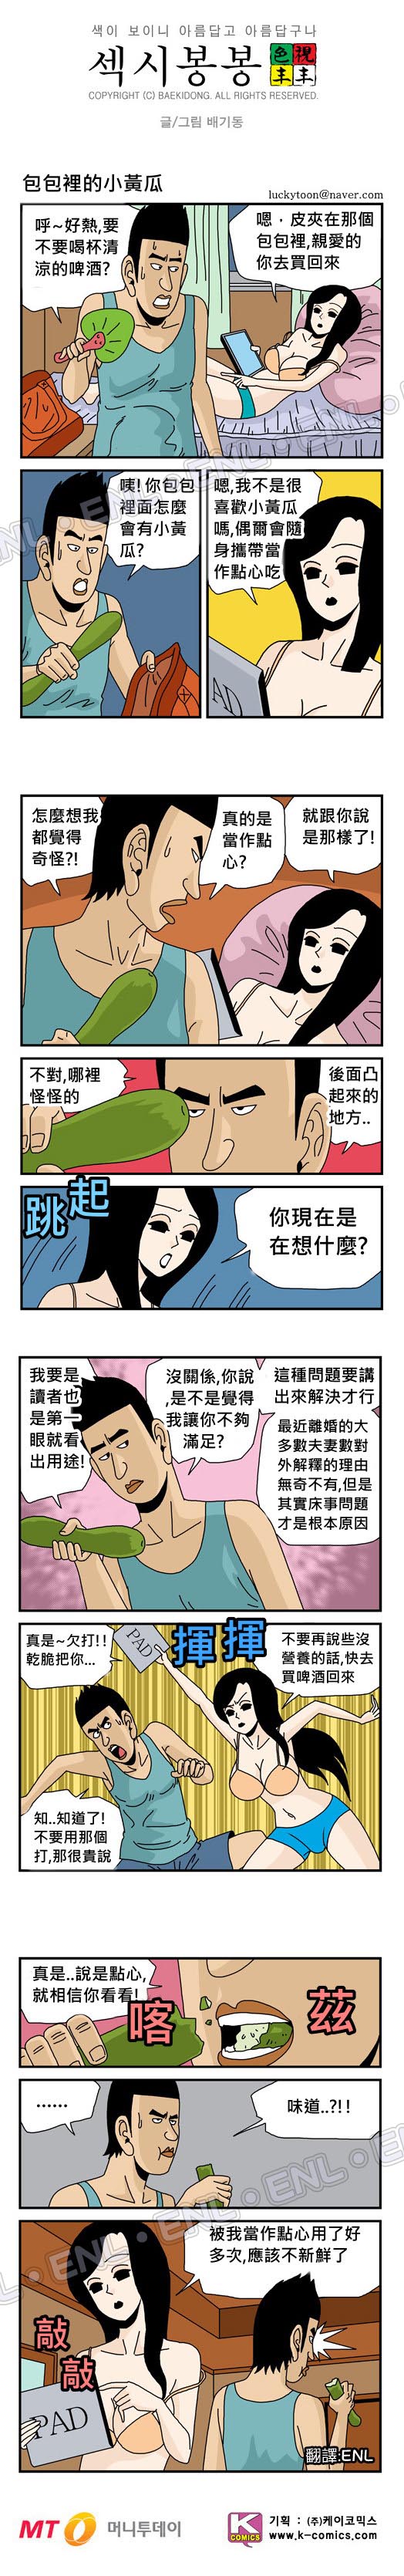 색이 보이니 아름답고 아름답구나
섹시봉봉
色 視
丰 丰
COPYRIGHT (C) BAEKIDONG. ALL RIGHTS RESERVED.
글/그림 배기동
包包裡的小黃瓜
luckytoon@naver.com
呼~好熱,要
不要喝杯清
涼的啤酒?
嗯，皮夾在那個
包包裡,親愛的
你去買回來
咦! 你包包
裡面怎麼
會有小黃
瓜?
嗯,我不是很
喜歡小黃瓜
嗎,偶爾會隨
身攜帶當
作點心吃
PAD
怎麼想我
都覺得
奇怪?!
真的是
當作點
心?
就跟你說
是那樣了!
不對,哪裡
怪怪的
後面凸
起來的
地方..
跳起
你現在是
在想什麼?
我要是
讀者也
是第一
眼就看
出用途!
沒關係,你說
,是不是覺得
我讓你不夠
滿足?
這種問題要講
出來解決才行
最近離婚的大
多數夫妻數對
外解釋的理由
無奇不有,但是
其實床事問題
才是根本原因
真是~欠打!!
乾脆把你...
PAD
揮 揮
不要再說些沒
營養的話,快去
買啤酒回來
知..知道了!
不要用那個
打,那很貴說
真是..說是點心,
就相信你看看!
喀
茲
······
味道..?!!
被我當作點心用了好
多次,應該不新鮮了
敲
敲
PAD
翻譯:ENL
ENL • ENL • ENL • ENL
ENL • ENL • ENL • ENL
MTO 머니투데이
K COMICS
기획 : (주)케이코믹스
www.k-comics.com